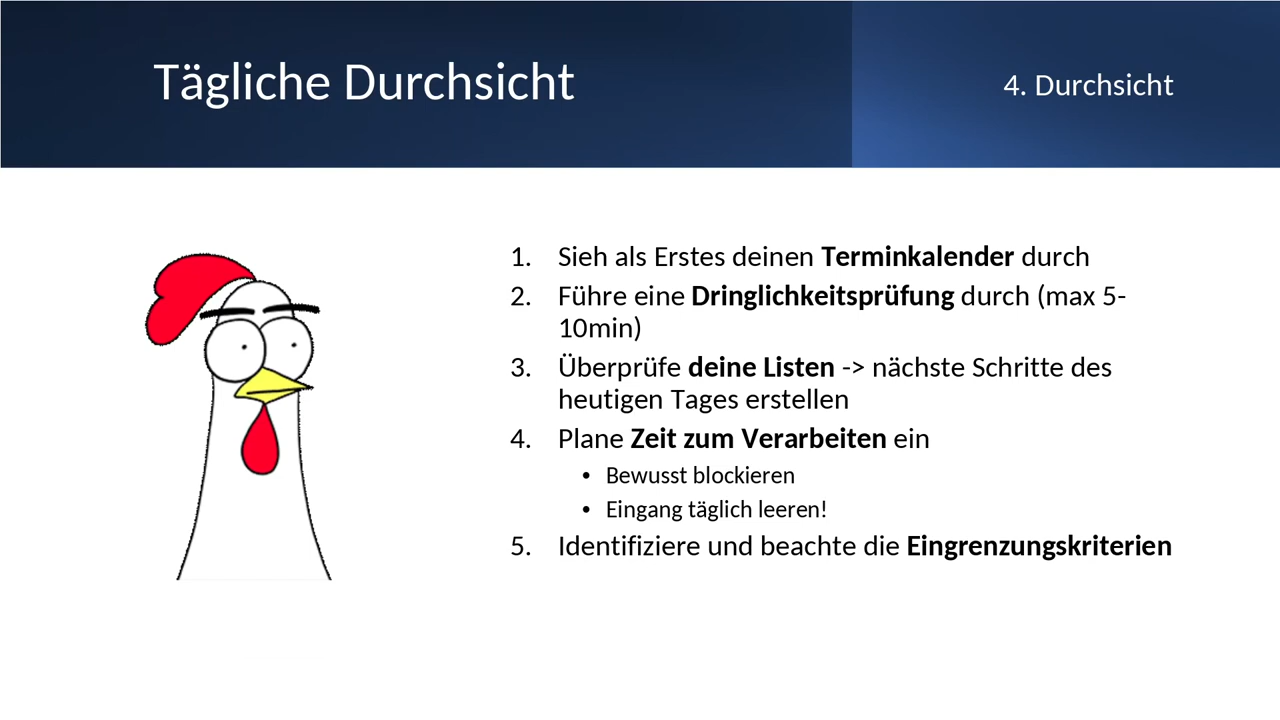 Tägliche Durchsicht
4. Durchsicht
1. Sieh als Erstes deinen Terminkalender durch
2. Führe eine Dringlichkeitsprüfung durch (max 5-
10min)
3. Überprüfe deine Listen -> nächste Schritte des
heutigen Tages erstellen
4. Plane Zeit zum Verarbeiten ein
• Bewusst blockieren
• Eingang täglich leeren!
5. Identifiziere und beachte die Eingrenzungskriterien